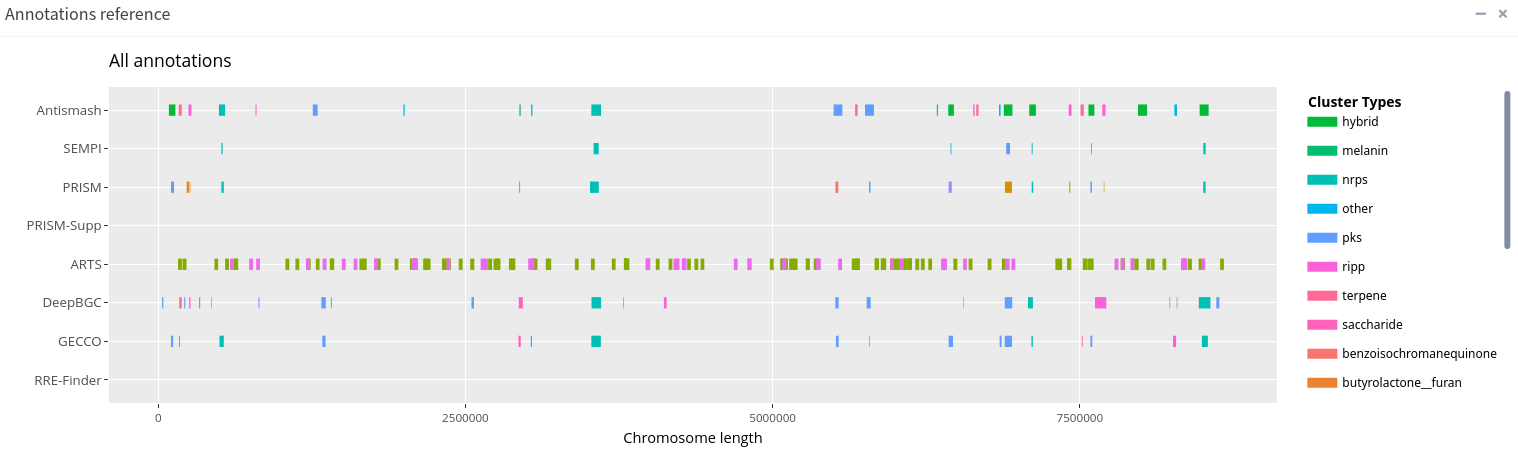 Annotations reference
All annotations
Antismash
SEMPI
PRISM
PRISM-Supp
ARTS
DeepBGC
GECCO
RRE-Finder
0
2500000
5000000
7500000
Chromosome length
Cluster Types
hybrid
melanin
nrps
other
pks
ripp
terpene
saccharide
benzoisochromanequinone
butyrolactone__furan